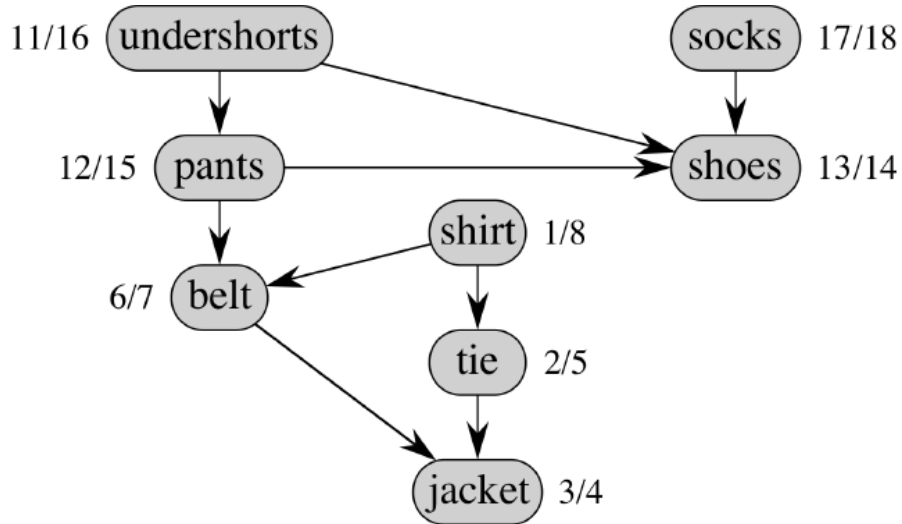 11/16 undershorts socks 17/18
12/15 pants shoes 13/14
shirt 1/8
6/7 belt
tie 2/5
jacket 3/4